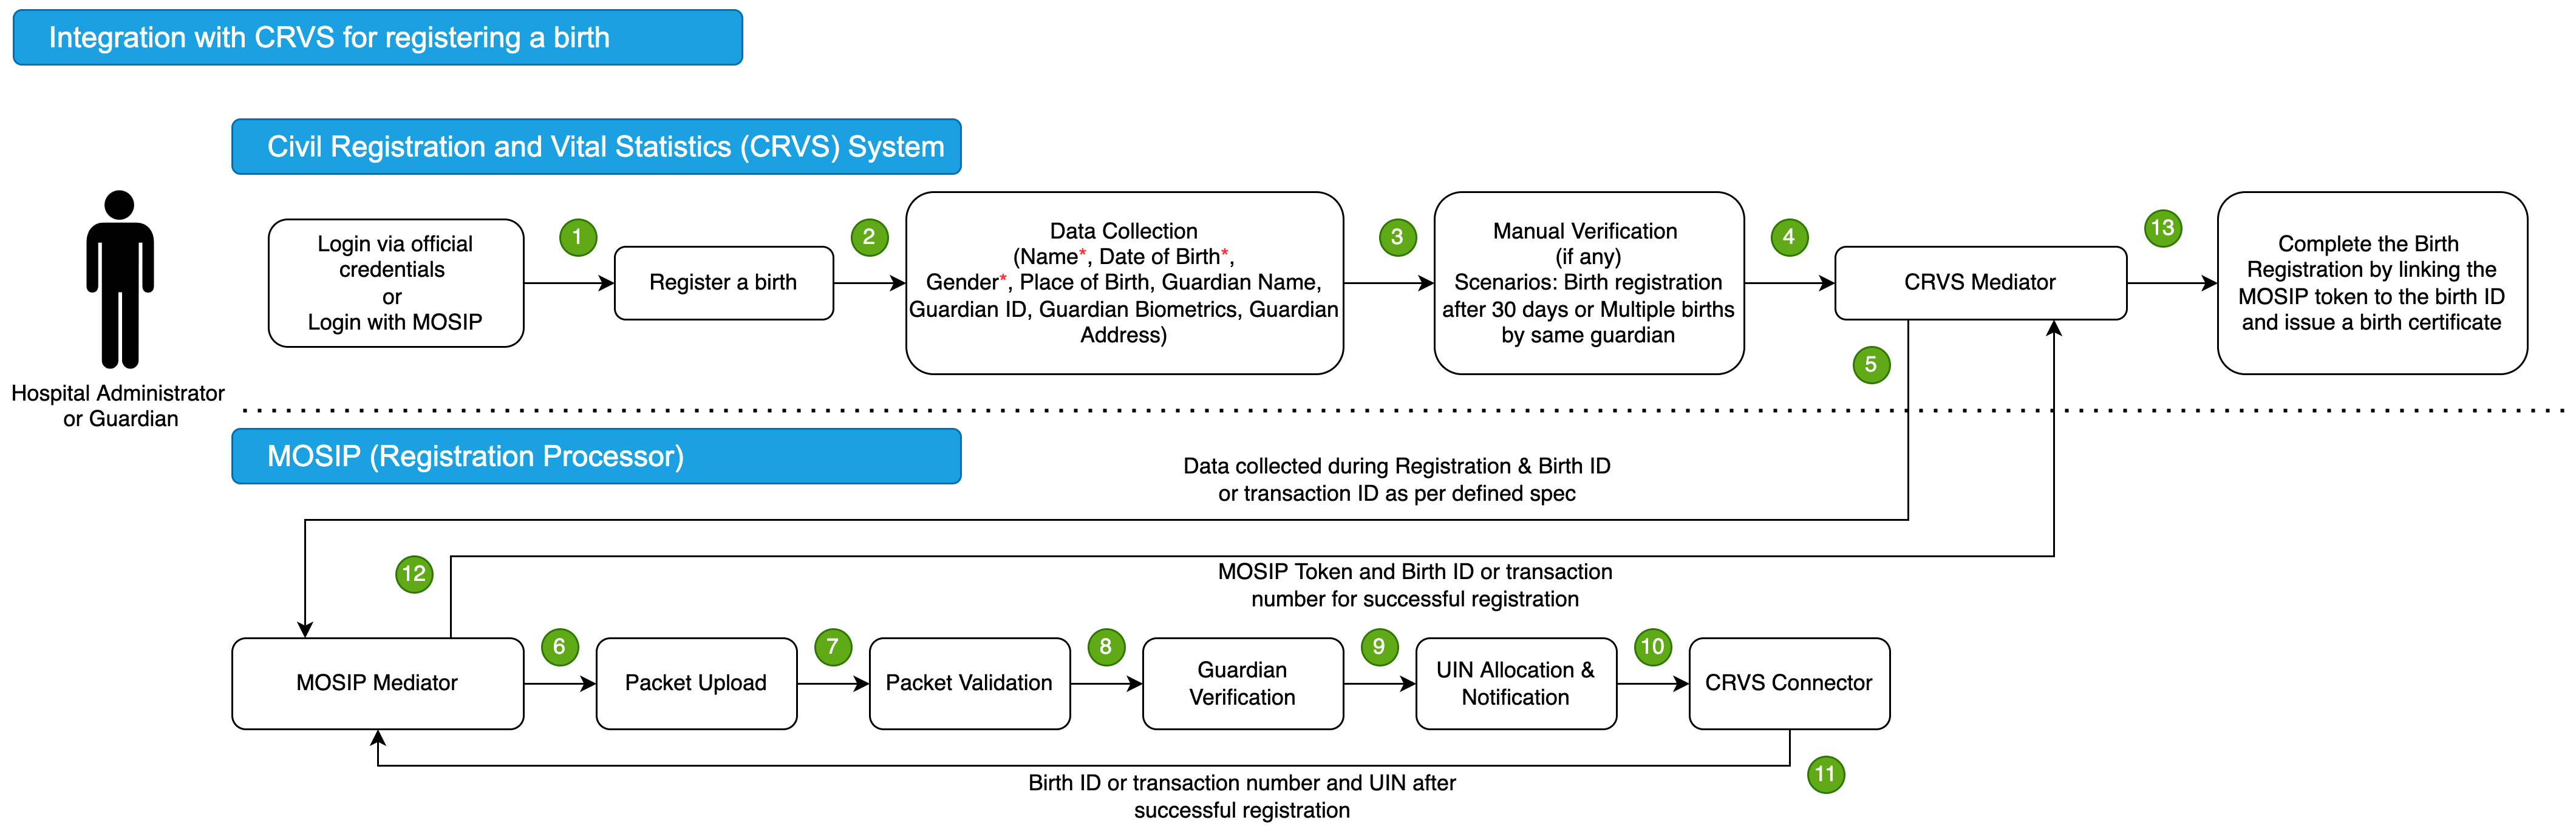 Integration with CRVS for registering a birth
Civil Registration and Vital Statistics (CRVS) System
Hospital Administrator
or Guardian
Login via official
credentials
or
Login with MOSIP
1
Register a birth
2
Data Collection
(Name*, Date of Birth*,
Gender*, Place of Birth, Guardian Name,
Guardian ID, Guardian Biometrics, Guardian
Address)
3
Manual Verification
(if any)
Scenarios: Birth registration
after 30 days or Multiple births
by same guardian
4
CRVS Mediator
13
Complete the Birth
Registration by linking the
MOSIP token to the birth ID
and issue a birth certificate
5
MOSIP (Registration Processor)
Data collected during Registration & Birth ID
or transaction ID as per defined spec
12
MOSIP Token and Birth ID or transaction
number for successful registration
MOSIP Mediator
6
Packet Upload
7
Packet Validation
8
Guardian
Verification
9
UIN Allocation &
Notification
10
CRVS Connector
11
Birth ID or transaction number and UIN after
successful registration